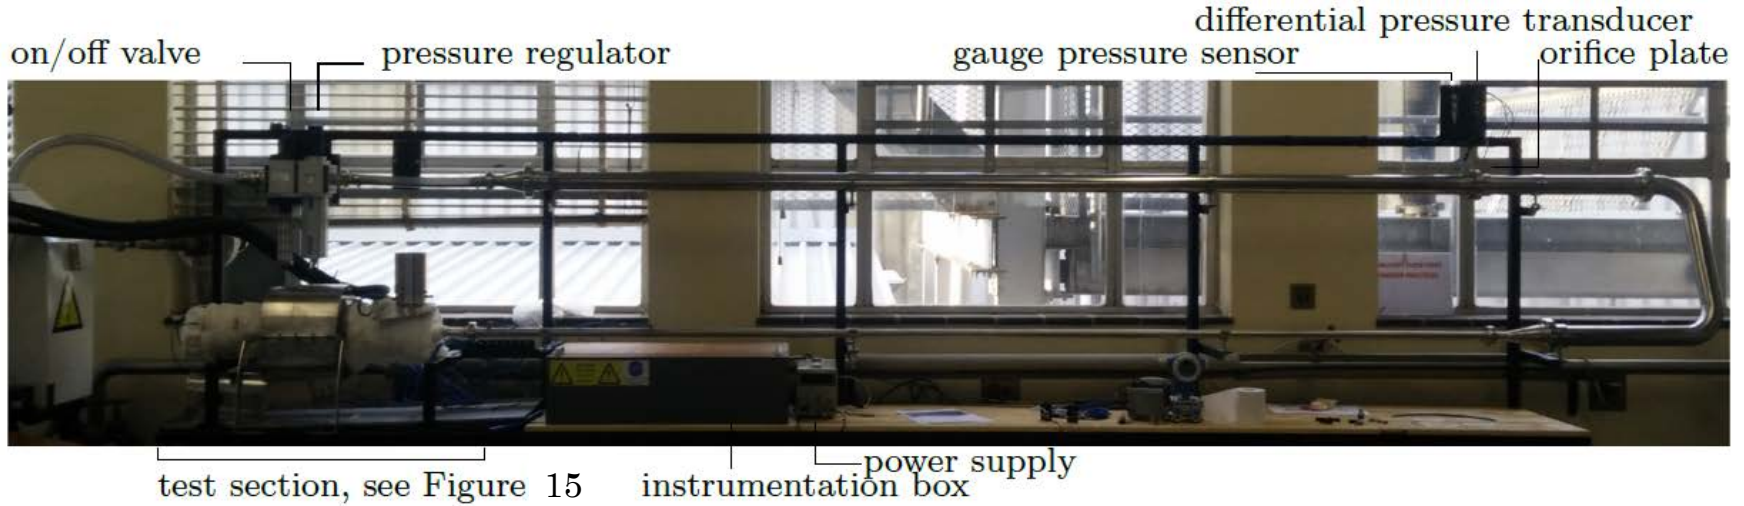 differential pressure transducer
on/off valve pressure regulator gauge pressure sensor orifice plate
power supply
test section, see Figure 15 instrumentation box